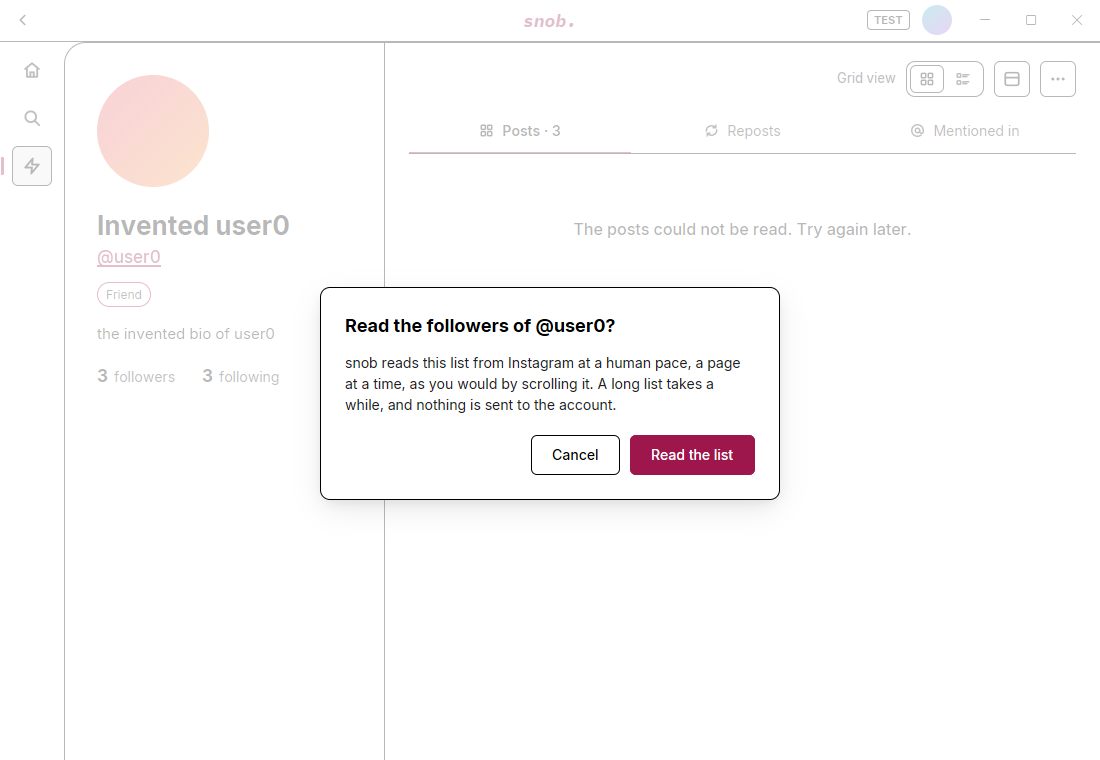 snob.
TEST
Grid view
Posts · 3
Reposts
Mentioned in
Invented user0
@user0
Friend
the invented bio of user0
3 followers
3 following
The posts could not be read. Try again later.
Read the followers of @user0?
snob reads this list from Instagram at a human pace, a page
at a time, as you would by scrolling it. A long list takes a
while, and nothing is sent to the account.
Cancel
Read the list